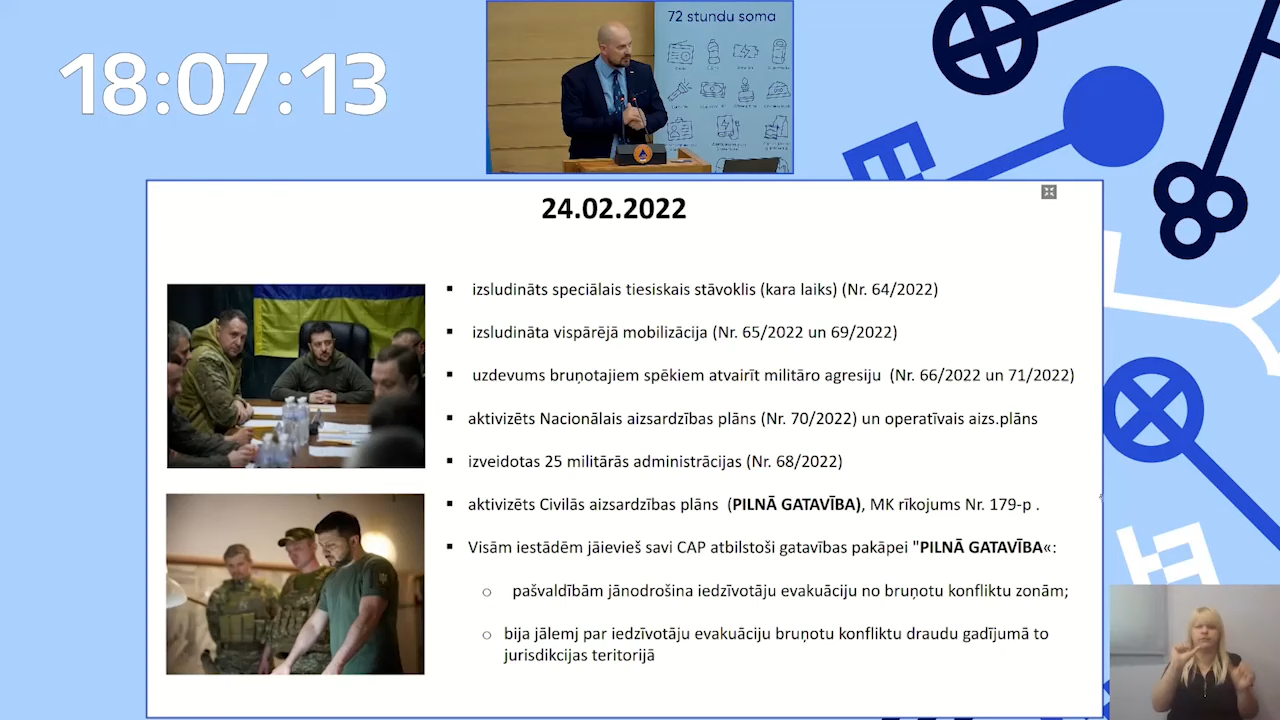 18:07:13
72 stundu soma
24.02.2022
▪ izsludināts speciālais tiesiskais stāvoklis (kara laiks) (Nr. 64/2022)
▪ izsludināta vispārējā mobilizācija (Nr. 65/2022 un 69/2022)
▪ uzdevums bruņotajiem spēkiem atvairīt militāro agresiju (Nr. 66/2022 un 71/2022)
▪ aktivizēts Nacionālais aizsardzības plāns (Nr. 70/2022) un operatīvais aizs.plāns
▪ izveidotas 25 militārās administrācijas (Nr. 68/2022)
▪ aktivizēts Civilās aizsardzības plāns (PILNĀ GATAVĪBA), MK rīkojums Nr. 179-p .
▪ Visām iestādēm jāievieš savi CAP atbilstoši gatavības pakāpei "PILNĀ GATAVĪBA«:
o pašvaldībām jānodrošina iedzīvotāju evakuāciju no bruņotu konfliktu zonām;
o bija jālemj par iedzīvotāju evakuāciju bruņotu konfliktu draudu gadījumā to
jurisdikcijas teritorijā